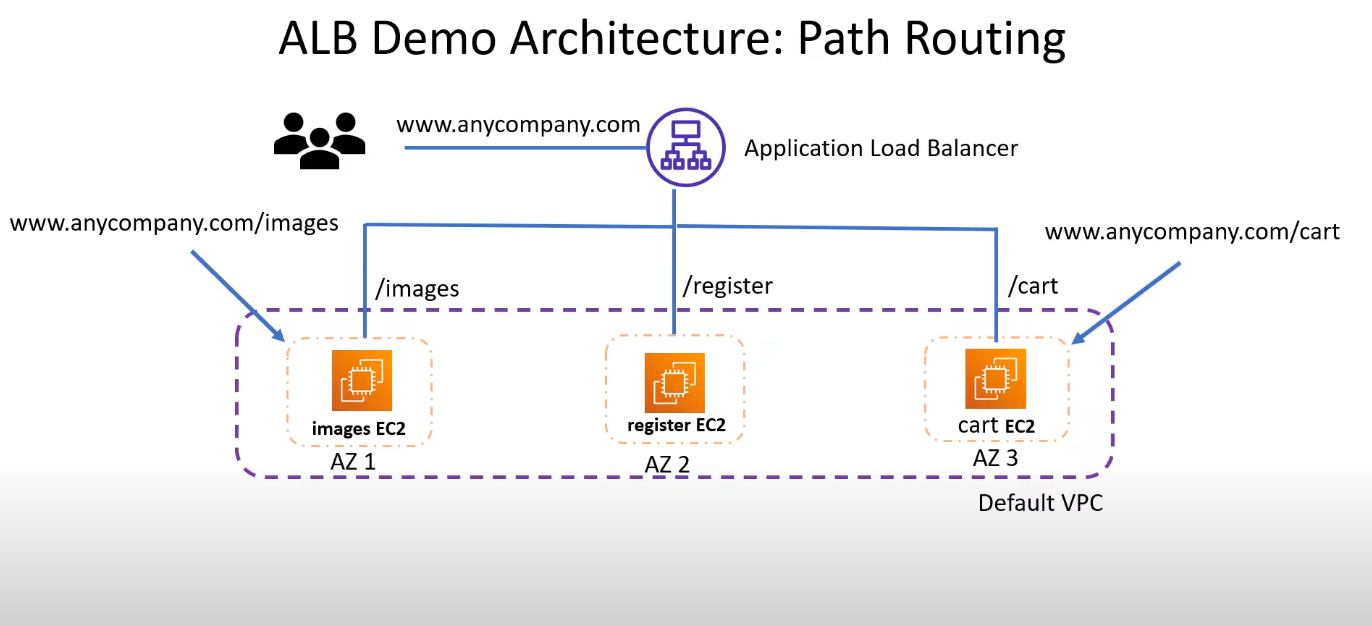 ALB Demo Architecture: Path Routing
www.anycompany.com
Application Load Balancer
www.anycompany.com/images
www.anycompany.com/cart
/images
/register
/cart
images EC2
register EC2
cart EC2
AZ 1
AZ 2
AZ 3
Default VPC